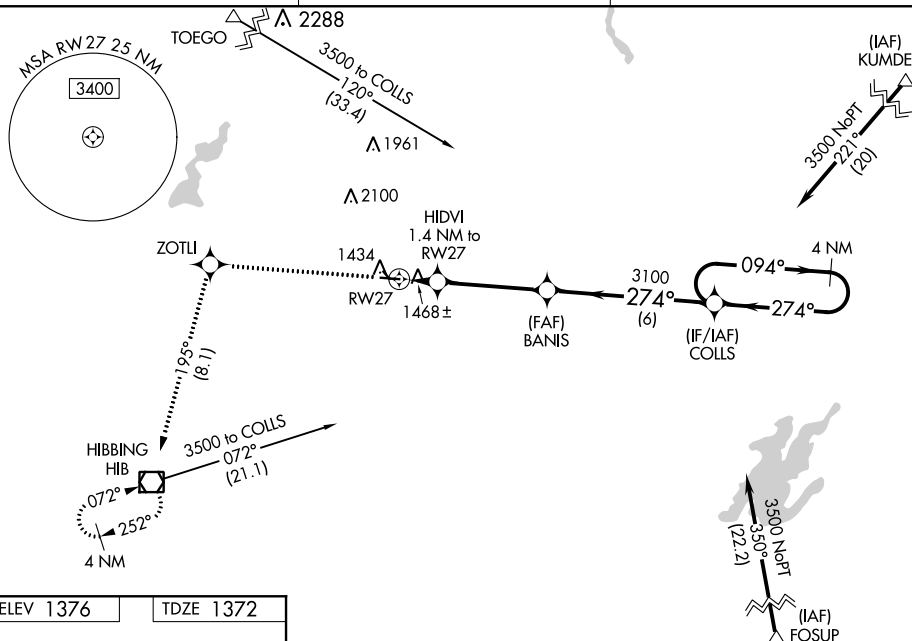 2288
TOEGO
3500 to COLLS
120°
(33.4)
MSA RW27 25 NM
3400
(IAF)
KUMDE
3500 NoPT
221°
(20)
1961
2100
HIDVI
1.4 NM to
RW27
ZOTLI
1434
RW27
1468±
(FAF)
BANIS
3100
274°
(6)
(IF/IAF)
COLLS
094°
274°
4 NM
195°
(8.1)
HIBBING
HIB
3500 to COLLS
072°
(21.1)
072°
252°
4 NM
3500 NoPT
350°
(22.2)
(IAF)
FOSUP
ELEV 1376
TDZE 1372